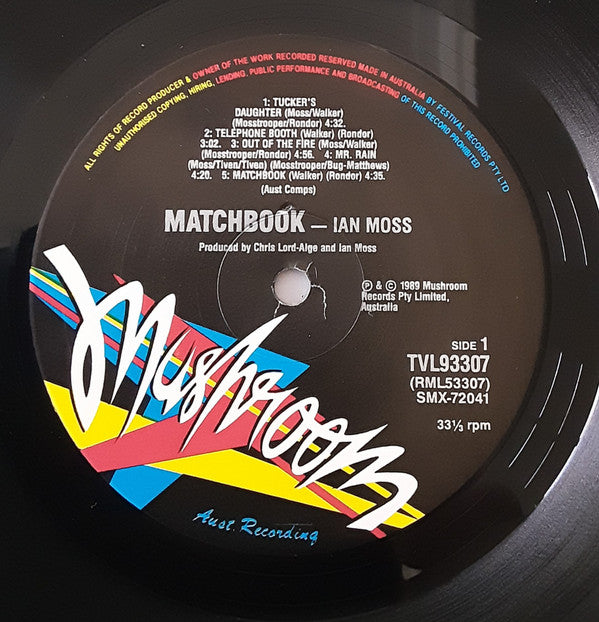 ALL RIGHTS OF RECORD PRODUCER & OWNER OF THE WORK RECORDED RESERVED MADE IN AUSTRALIA BY FESTIVAL RECORDS PTY LTD
UNAUTHORISED COPYING, HIRING, LENDING, PUBLIC PERFORMANCE AND BROADCASTING OF THIS RECORD PROHIBITED
1: TUCKER'S
DAUGHTER (Moss/Walker)
(Mosstrooper/Rondor) 4:32.
2: TELEPHONE BOOTH (Walker) (Rondor)
3:02. 3: OUT OF THE FIRE (Moss/Walker)
(Mosstrooper/Rondor) 4:56. 4: MR. RAIN
(Moss/Tiven/Tiven) (Mosstrooper/Bug-Matthews)
4:20. 5: MATCHBOOK (Walker) (Rondor) 4:35.
(Aust Comps)
MATCHBOOK – IAN MOSS
Produced by Chris Lord-Alge and Ian Moss
℗ & © 1989 Mushroom
Records Pty Limited,
Australia
SIDE 1
TVL93307
(RML53307)
SMX-72041
33⅓ rpm
Mushroom
Aust. Recording